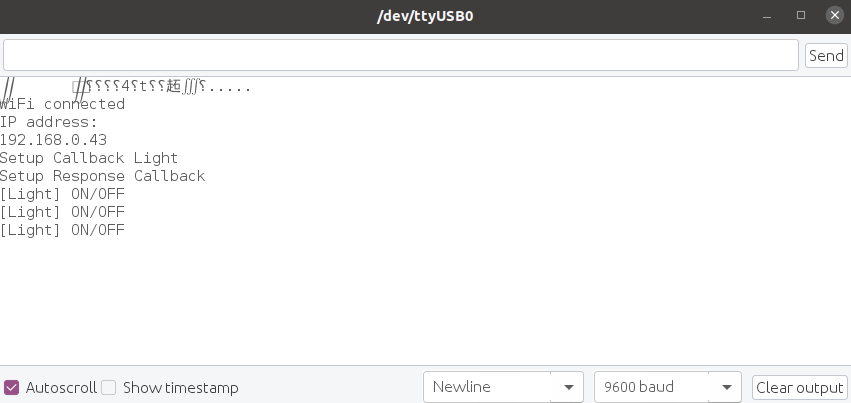 /dev/ttyUSB0
Send
4⸮t⸮⸮.....
WiFi connected
IP address:
192.168.0.43
Setup Callback Light
Setup Response Callback
[Light] ON/OFF
[Light] ON/OFF
[Light] ON/OFF
Autoscroll
Show timestamp
Newline
9600 baud
Clear output